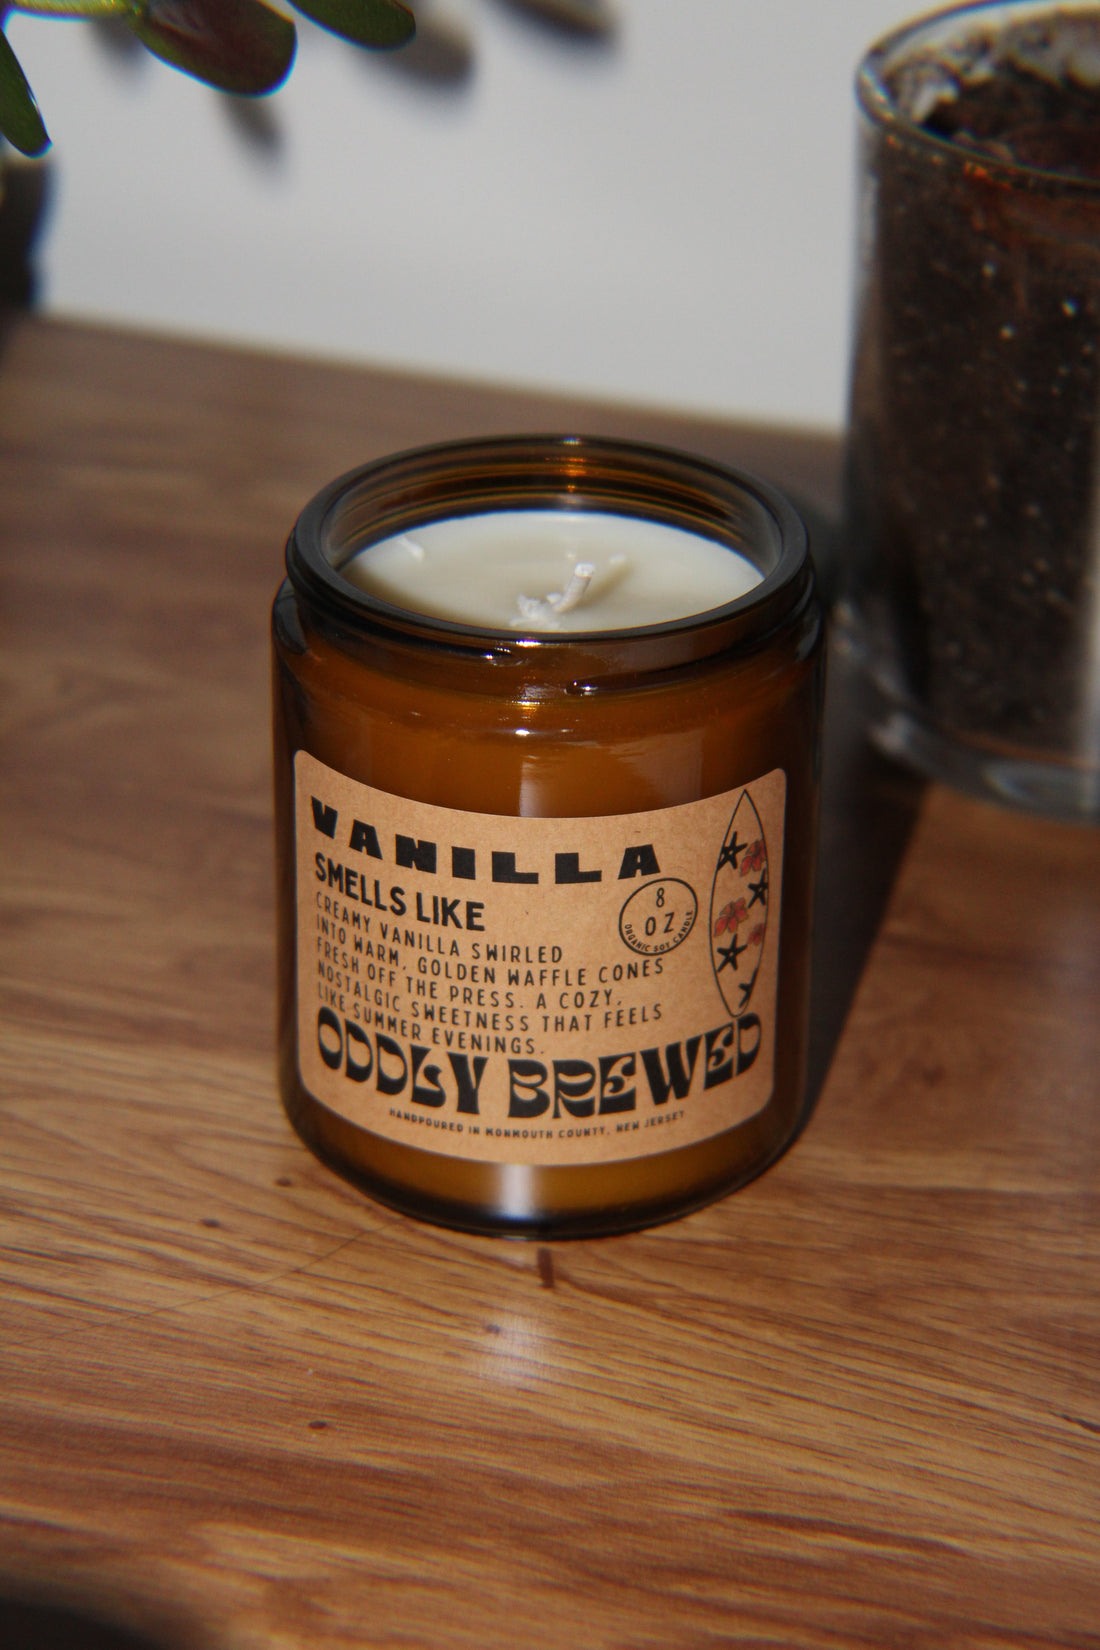 VANILLA
SMELLS LIKE
CREAMY VANILLA SWIRLED
INTO WARM, GOLDEN WAFFLE CONES
FRESH OFF THE PRESS. A COZY,
NOSTALGIC SWEETNESS THAT FEELS
LIKE SUMMER EVENINGS.
8
OZ
ORGANIC SOY CANDLE
ODDLY BREWED
HANDPOURED IN MONMOUTH COUNTY, NEW JERSEY